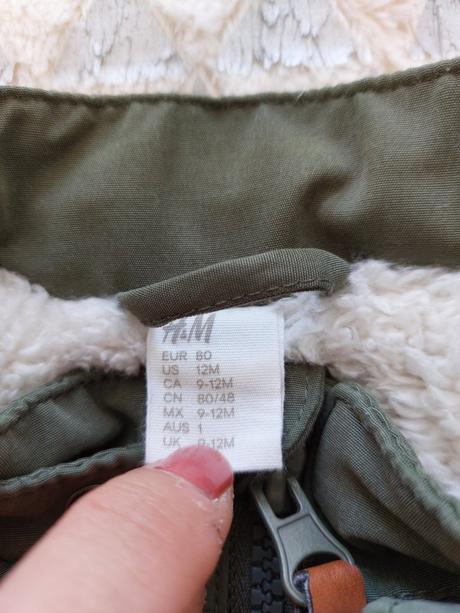 H&M
EUR 80
US 12M
CA 9-12M
CN 80/48
MX 9-12M
AUS 1
UK 9-12M